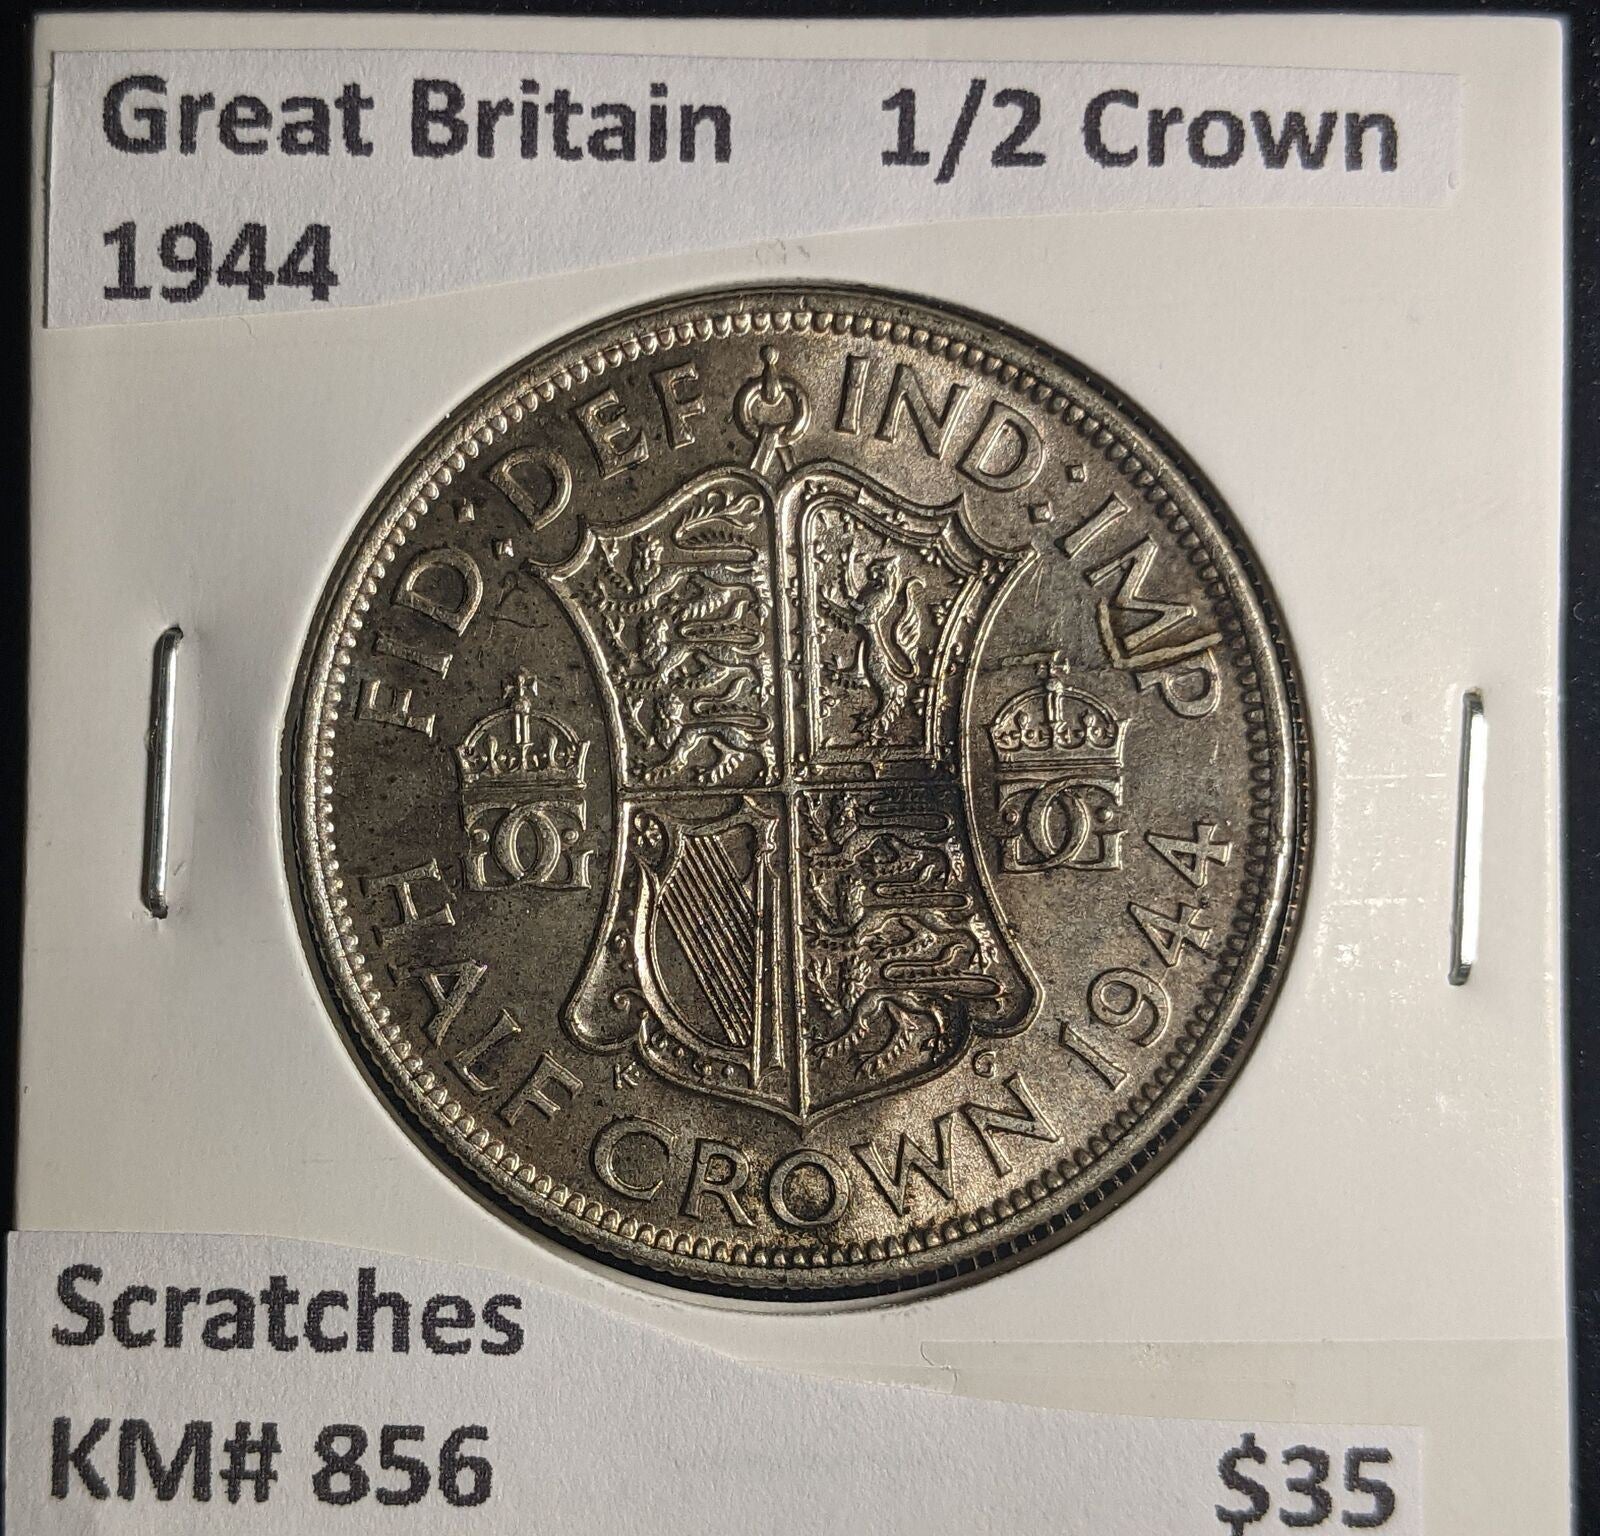 Great Britain 1/2 Crown
1944
FID·DEF IND:IMP
HALF CROWN 1944
K G
Scratches
KM# 856
$35